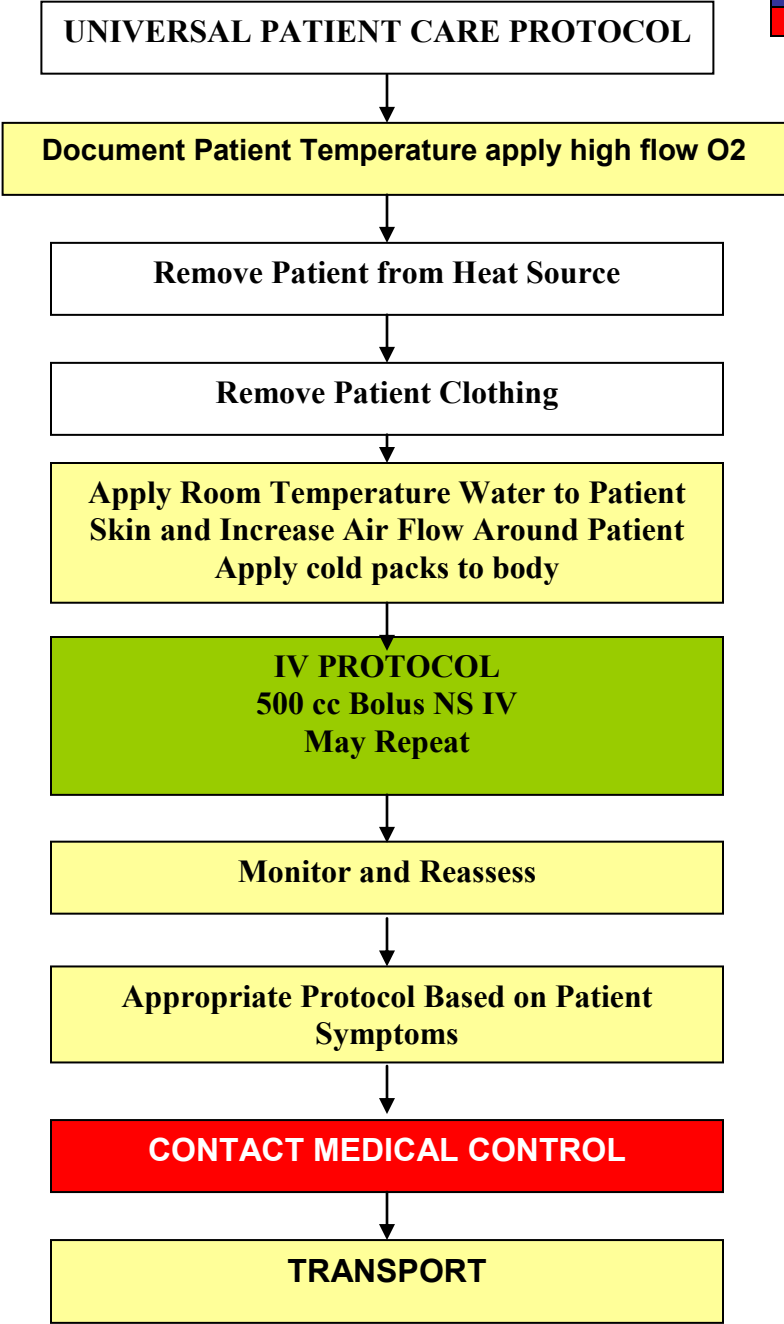 UNIVERSAL PATIENT CARE PROTOCOL
Document Patient Temperature apply high flow O2
Remove Patient from Heat Source
Remove Patient Clothing
Apply Room Temperature Water to Patient
Skin and Increase Air Flow Around Patient
Apply cold packs to body
IV PROTOCOL
500 cc Bolus NS IV
May Repeat
Monitor and Reassess
Appropriate Protocol Based on Patient
Symptoms
CONTACT MEDICAL CONTROL
TRANSPORT